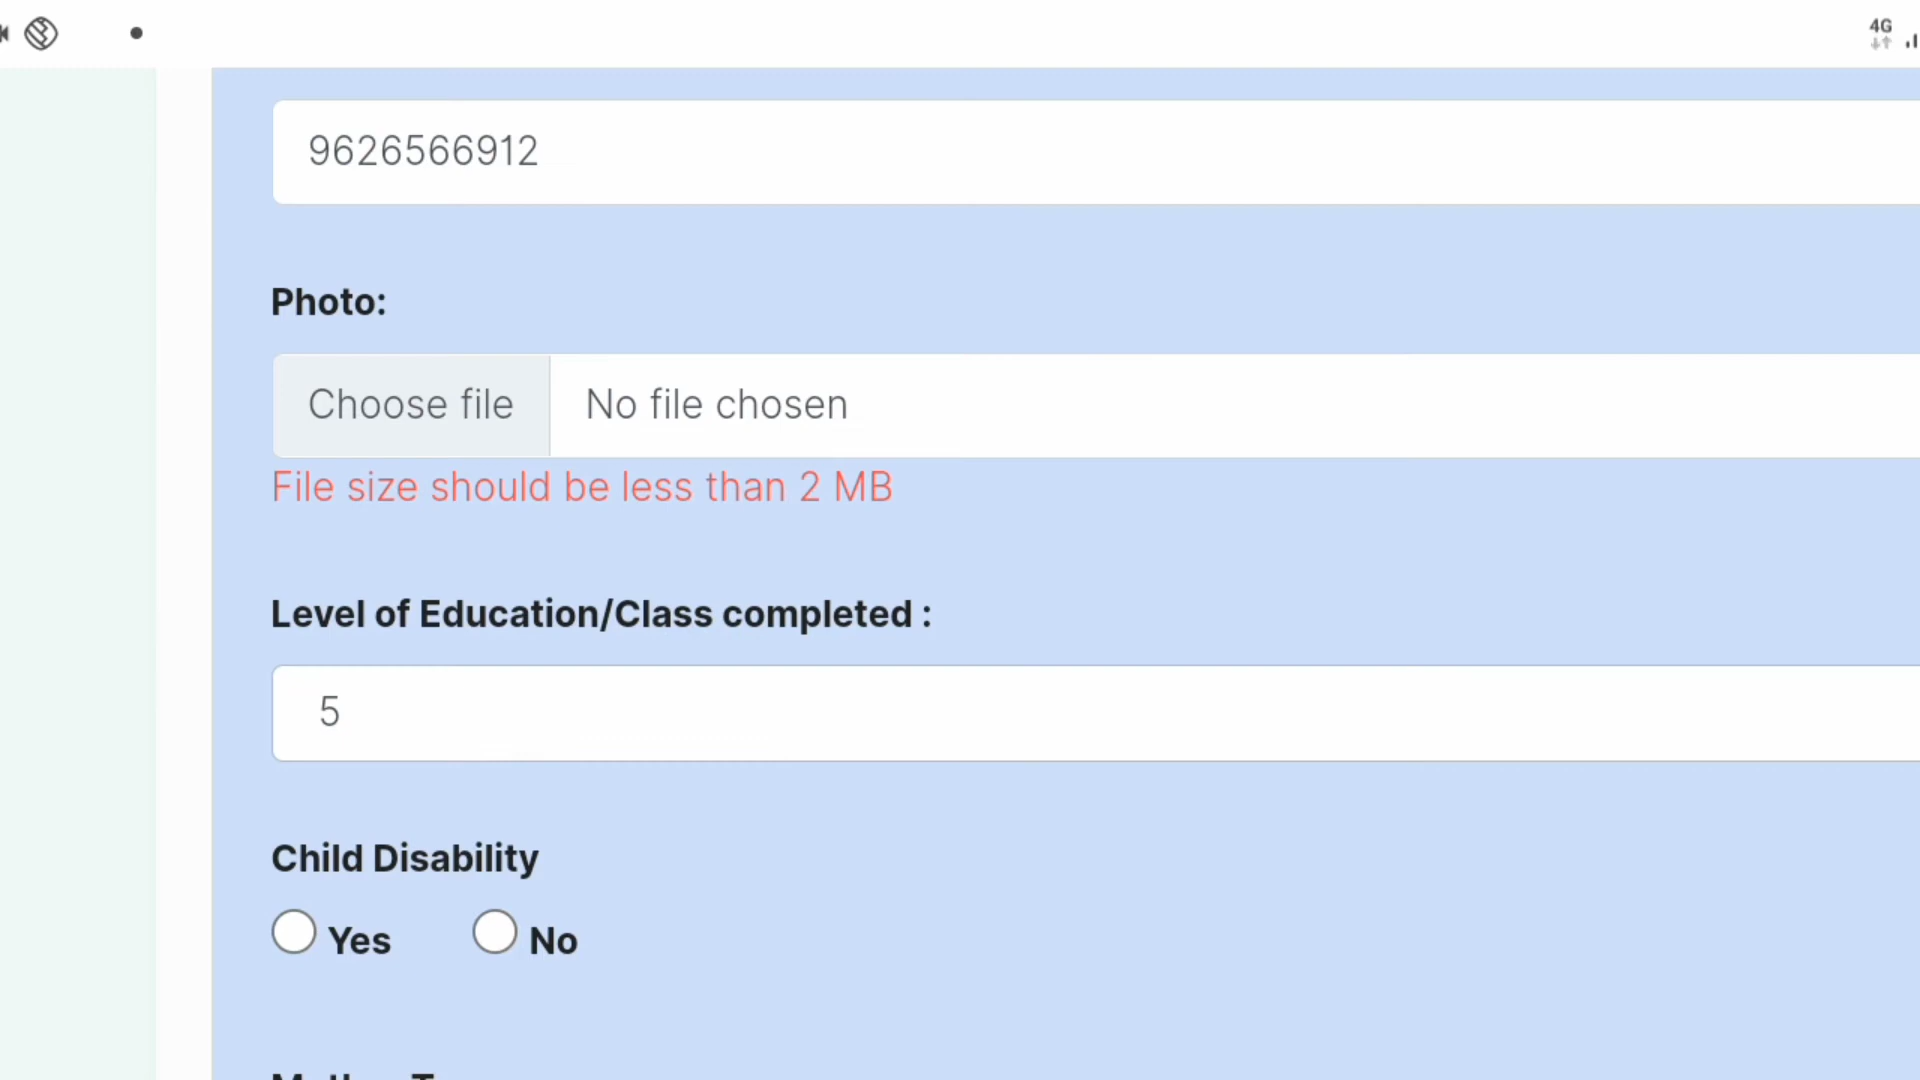 4G
9626566912
Photo:
Choose file No file chosen
File size should be less than 2 MB
Level of Education/Class completed :
5
Child Disability
Yes No